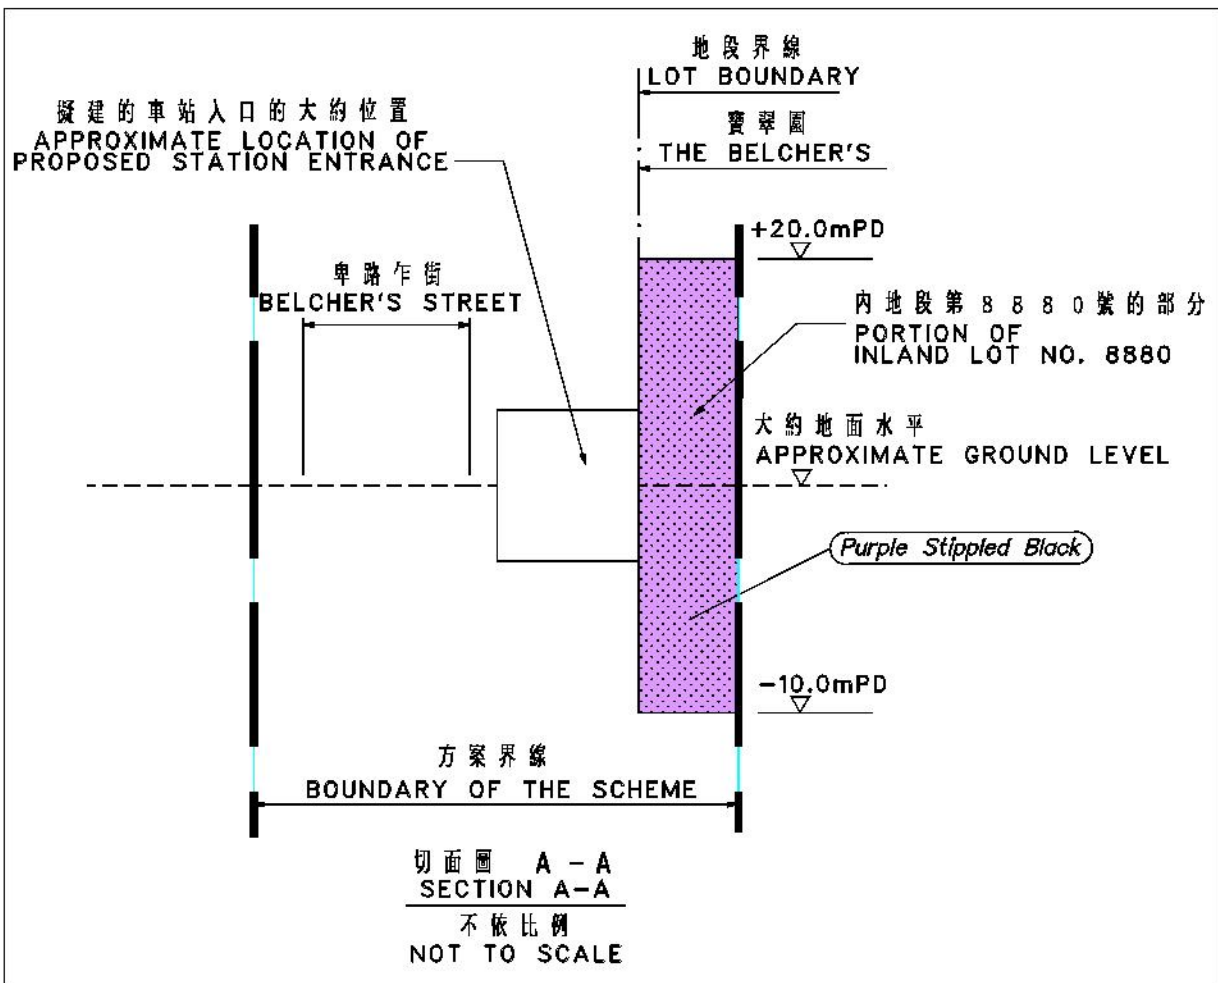 地段界線
LOT BOUNDARY
擬建的車站入口的大約位置
APPROXIMATE LOCATION OF
PROPOSED STATION ENTRANCE
寶翠園
THE BELCHER'S
+20.0mPD
卑路乍街
BELCHER'S STREET
內地段第8880號的部分
PORTION OF
INLAND LOT NO. 8880
大約地面水平
APPROXIMATE GROUND LEVEL
Purple Stippled Black
-10.0mPD
方案界線
BOUNDARY OF THE SCHEME
切面圖 A-A
SECTION A-A
不依比例
NOT TO SCALE